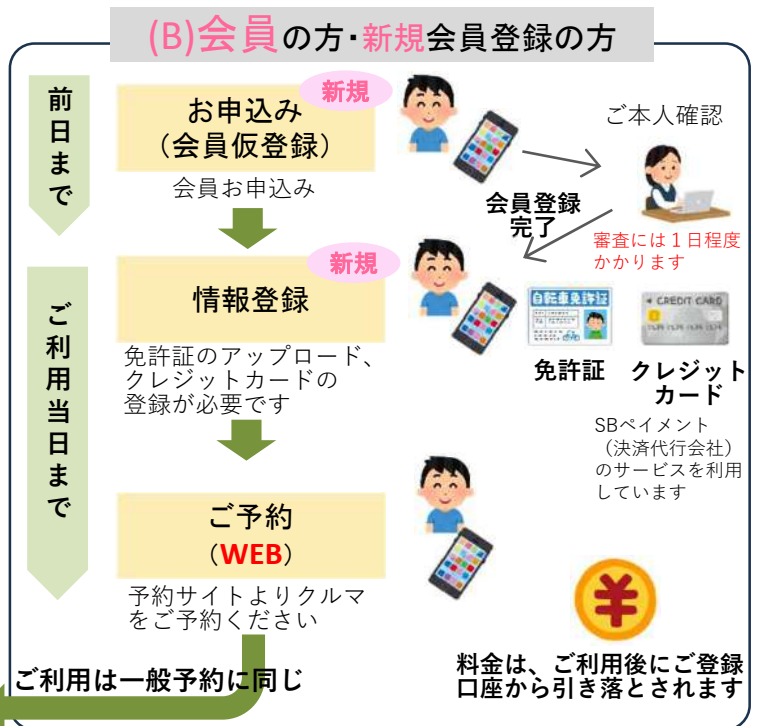 (B)会員の方・新規会員登録の方
前日まで
新規
お申込み
（会員仮登録）
会員お申込み
ご本人確認
会員登録
完了
審査には１日程度
かかります
ご利用当日まで
新規
情報登録
免許証のアップロード、
クレジットカードの
登録が必要です
自転車免許証
CREDIT CARD
免許証
クレジット
カード
SBペイメント
（決済代行会社）
のサービスを利用
しています
ご予約
（WEB）
予約サイトよりクルマ
をご予約ください
ご利用は一般予約に同じ
料金は、ご利用後にご登録
口座から引き落とされます